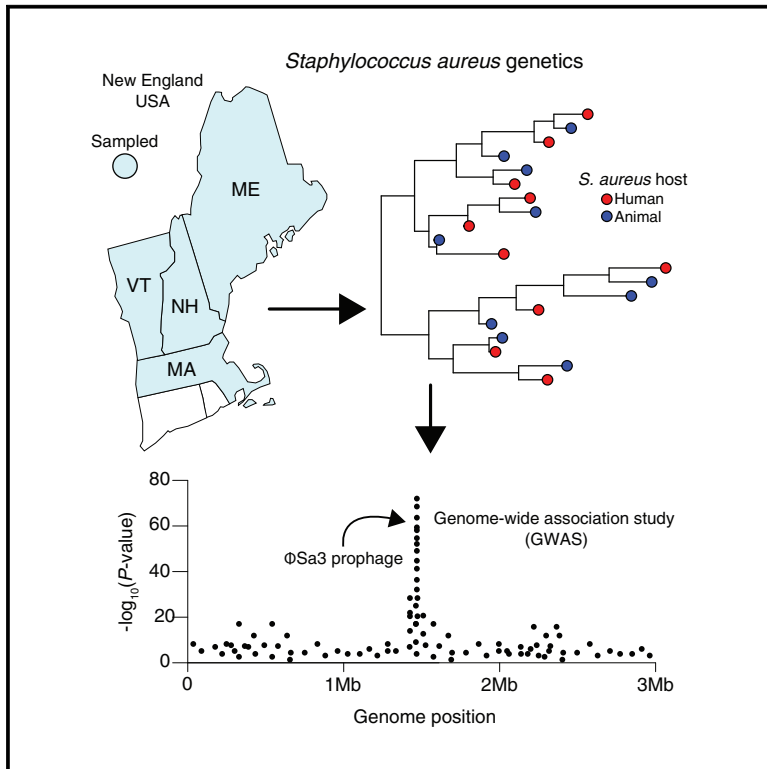 Staphylococcus aureus genetics
New England
USA
Sampled
ME
VT
NH
MA
S. aureus host
Human
Animal
80
60
40
20
0
-log10(P-value)
ΦSa3 prophage
Genome-wide association study
(GWAS)
0
1Mb
2Mb
3Mb
Genome position